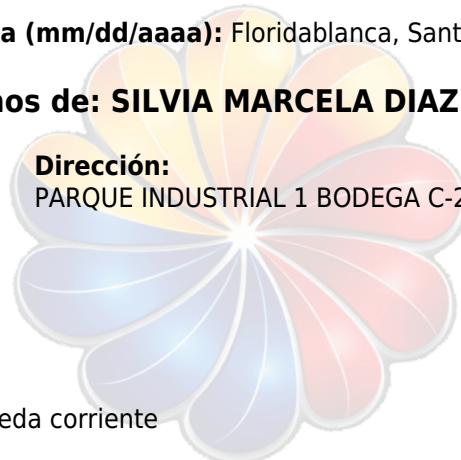 a (mm/dd/aaaa): Floridablanca, Sant
nos de: SILVIA MARCELA DIAZ
Dirección:
PARQUE INDUSTRIAL 1 BODEGA C-2
eda corriente